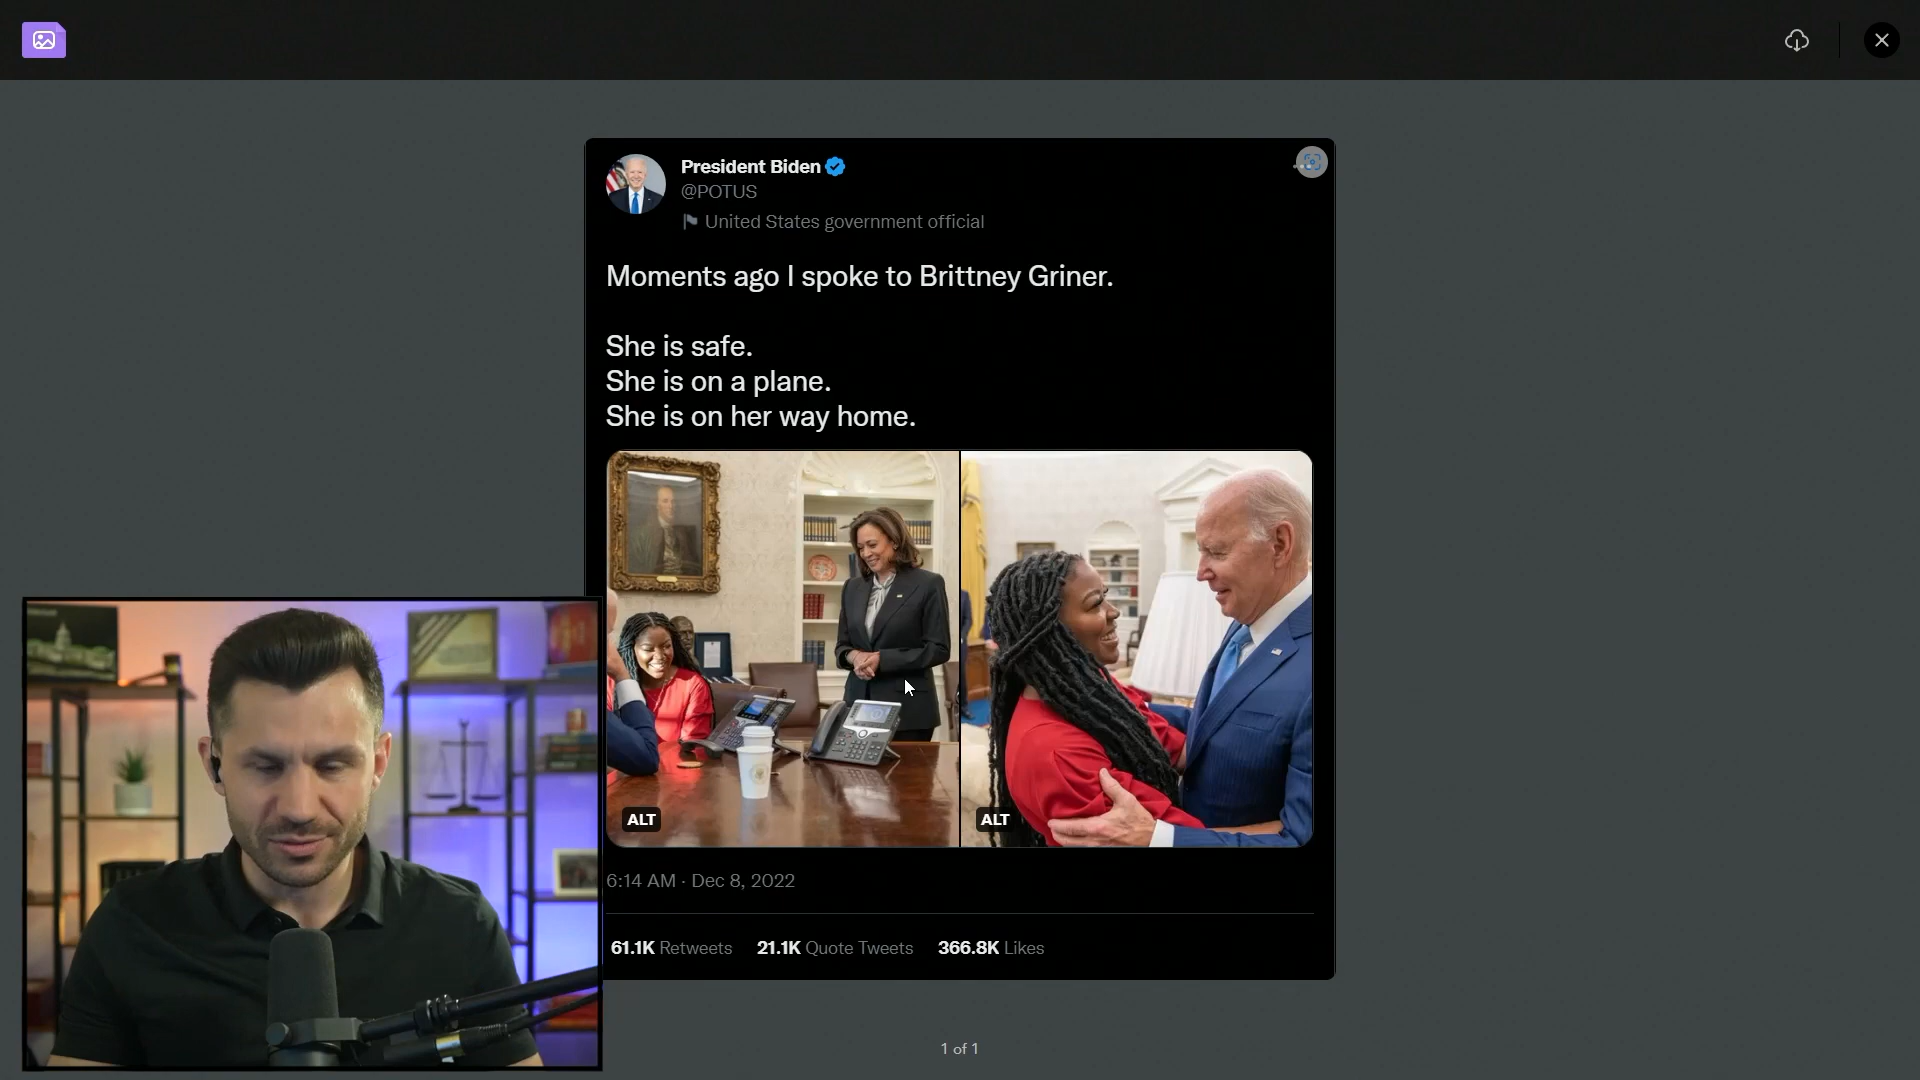 President Biden
@POTUS
United States government official
Moments ago I spoke to Brittney Griner.
She is safe.
She is on a plane.
She is on her way home.
ALT
ALT
6:14 AM · Dec 8, 2022
61.1K Retweets 21.1K Quote Tweets 366.8K Likes
1 of 1